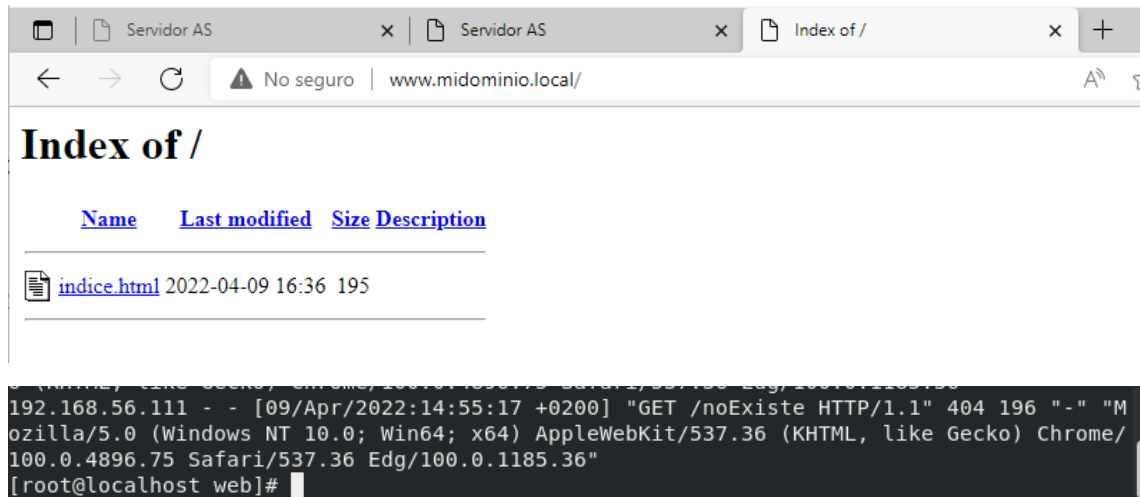 Servidor AS
Servidor AS
Index of /
No seguro www.midominio.local/
Index of /
Name Last modified Size Description
indice.html 2022-04-09 16:36 195
192.168.56.111 - - [09/Apr/2022:14:55:17 +0200] "GET /noExiste HTTP/1.1" 404 196 "-" "M
ozilla/5.0 (Windows NT 10.0; Win64; x64) AppleWebKit/537.36 (KHTML, like Gecko) Chrome/
100.0.4896.75 Safari/537.36 Edg/100.0.1185.36"
[root@localhost web]#